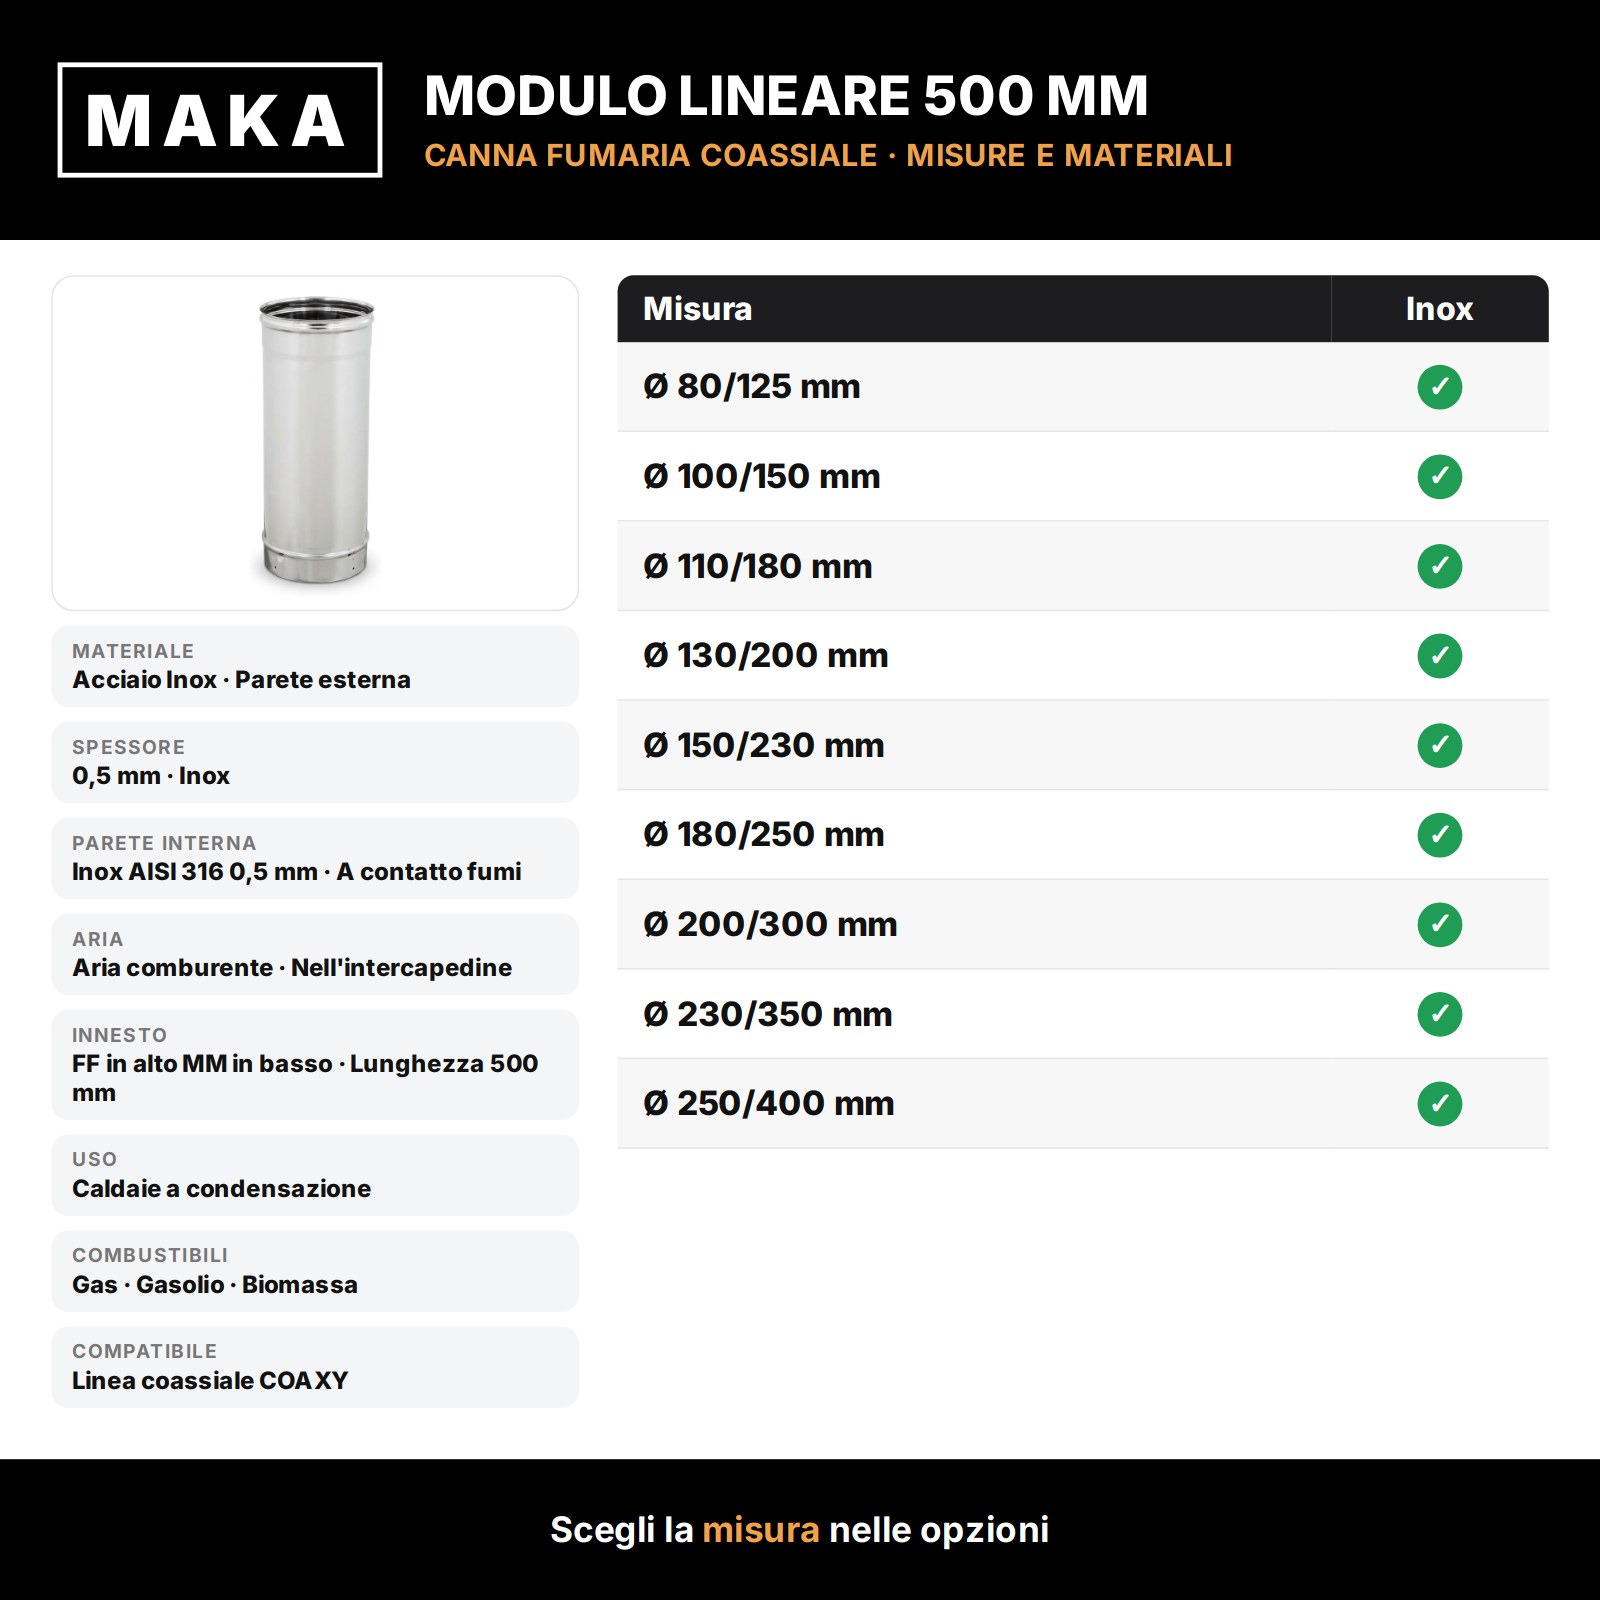 MAKA
MODULO LINEARE 500 MM
CANNA FUMARIA COASSIALE · MISURE E MATERIALI
MATERIALE
Acciaio Inox · Parete esterna
SPESSORE
0,5 mm · Inox
PARETE INTERNA
Inox AISI 316 0,5 mm · A contatto fumi
ARIA
Aria comburente · Nell'intercapedine
INNESTO
FF in alto MM in basso · Lunghezza 500
mm
USO
Caldaie a condensazione
COMBUSTIBILI
Gas · Gasolio · Biomassa
COMPATIBILE
Linea coassiale COAXY
Misura Inox
Ø 80/125 mm ✓
Ø 100/150 mm ✓
Ø 110/180 mm ✓
Ø 130/200 mm ✓
Ø 150/230 mm ✓
Ø 180/250 mm ✓
Ø 200/300 mm ✓
Ø 230/350 mm ✓
Ø 250/400 mm ✓
Scegli la misura nelle opzioni